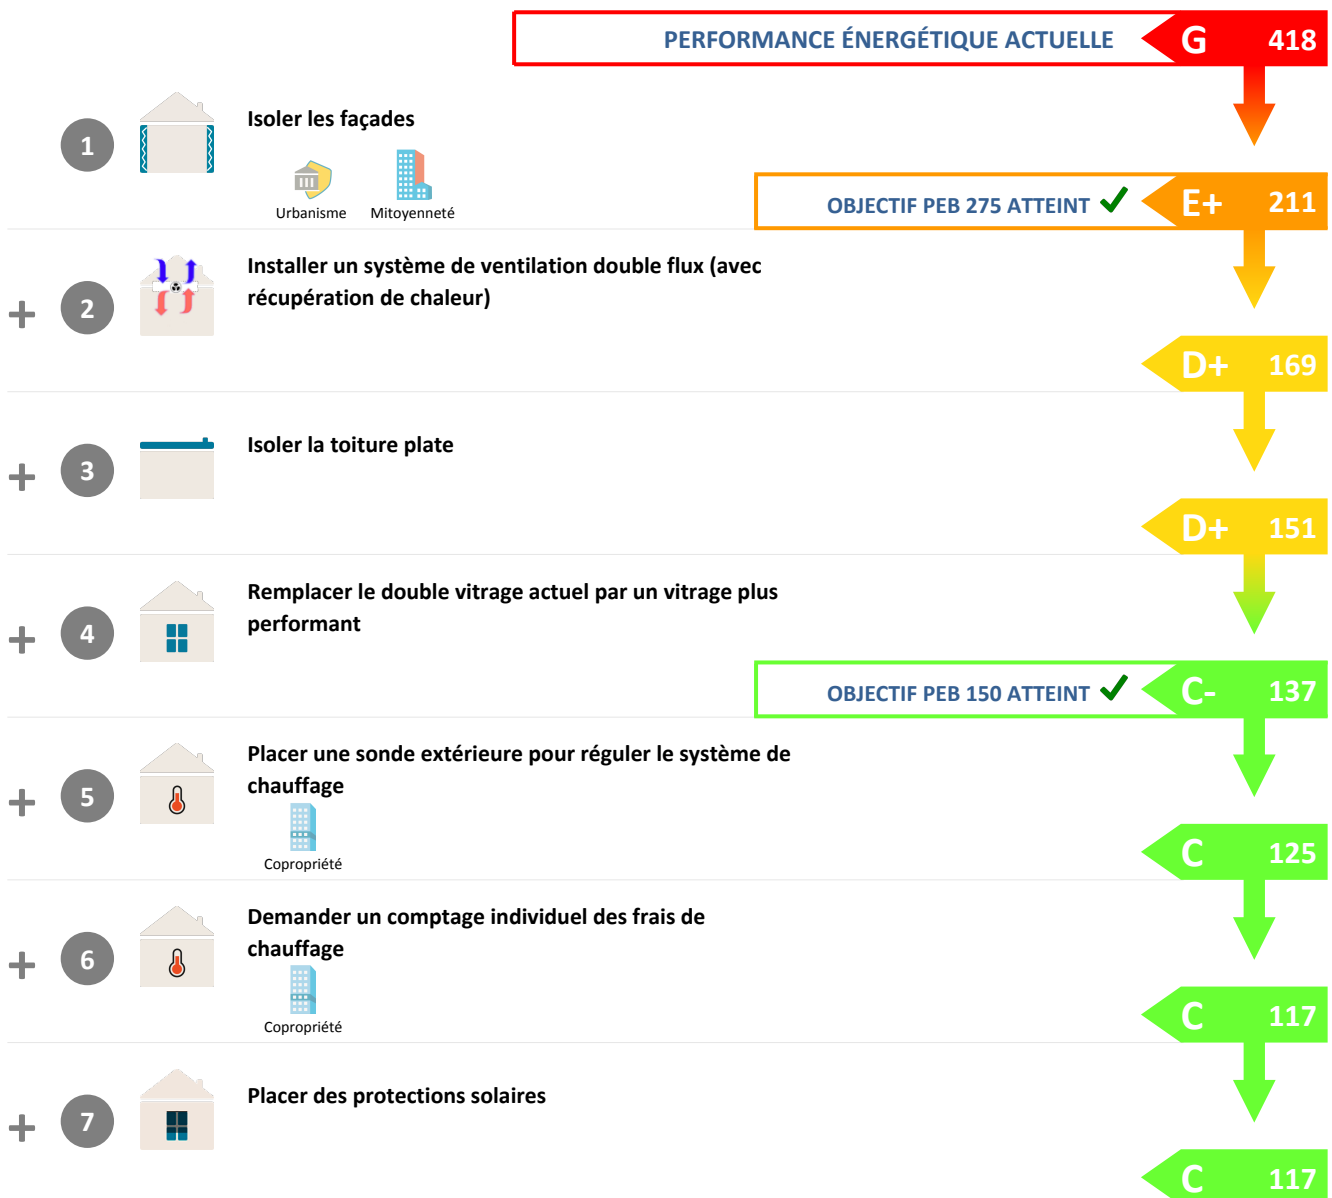 PERFORMANCE ÉNERGÉTIQUE ACTUELLE G 418
1
Isoler les façades
Urbanisme Mitoyenneté
OBJECTIF PEB 275 ATTEINT ✔ E+ 211
+ 2
Installer un système de ventilation double flux (avec
récupération de chaleur)
D+ 169
+ 3
Isoler la toiture plate
D+ 151
+ 4
Remplacer le double vitrage actuel par un vitrage plus
performant
OBJECTIF PEB 150 ATTEINT ✔ C- 137
+ 5
Placer une sonde extérieure pour réguler le système de
chauffage
Copropriété
C 125
+ 6
Demander un comptage individuel des frais de
chauffage
Copropriété
C 117
+ 7
Placer des protections solaires
C 117